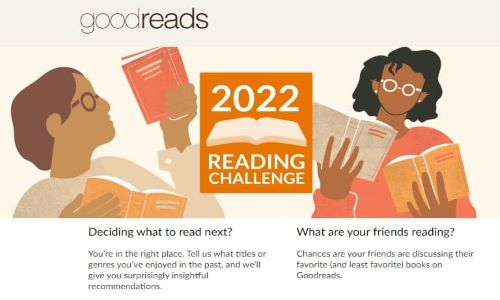 goodreads
2022
READING
CHALLENGE
Deciding what to read next?
You're in the right place. Tell us what titles or
genres you've enjoyed in the past, and we'll
give you surprisingly insightful
recommendations.
What are your friends reading?
Chances are your friends are discussing their
favorite (and least favorite) books on
Goodreads.